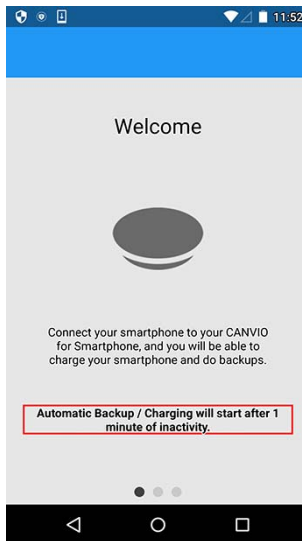 11:52
Welcome
Connect your smartphone to your CANVIO
for Smartphone, and you will be able to
charge your smartphone and do backups.
Automatic Backup / Charging will start after 1
minute of inactivity.